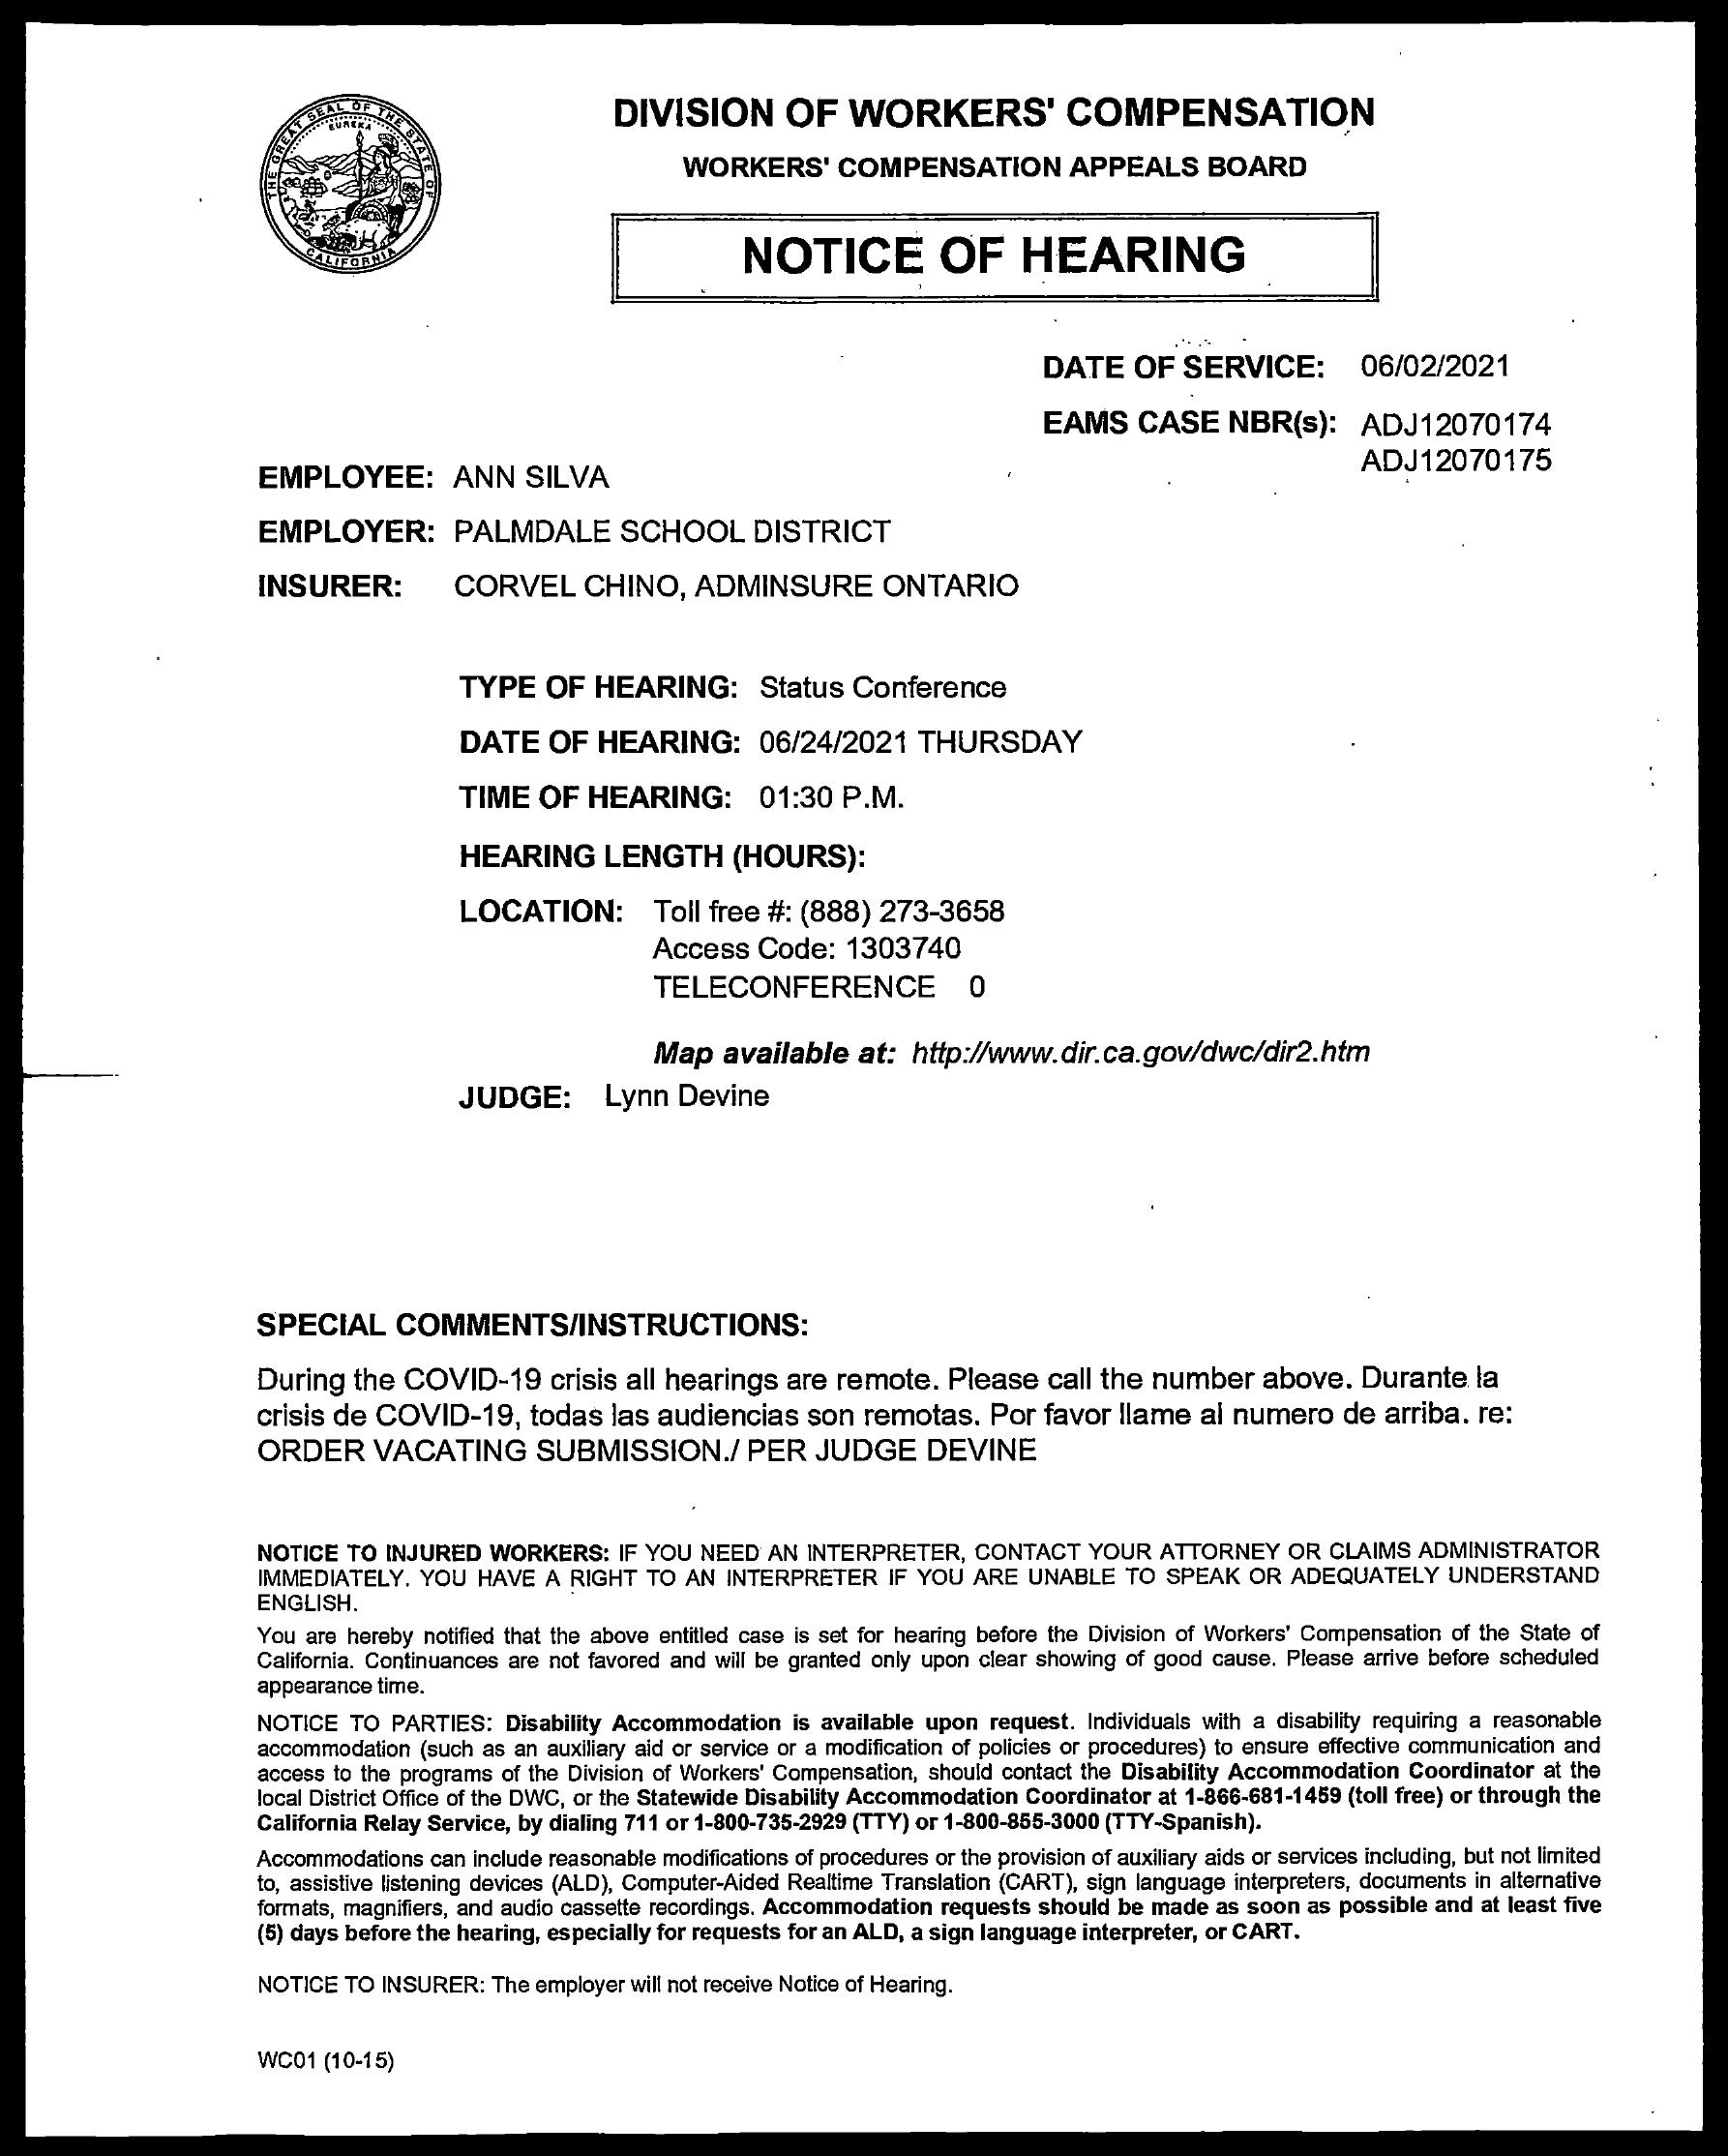 THE GREAT SEAL OF THE STATE OF CALIFORNIA
EUREKA
DIVISION OF WORKERS' COMPENSATION
WORKERS' COMPENSATION APPEALS BOARD
NOTICE OF HEARING
DATE OF SERVICE: 06/02/2021
EAMS CASE NBR(s): ADJ12070174
ADJ12070175
EMPLOYEE: ANN SILVA
EMPLOYER: PALMDALE SCHOOL DISTRICT
INSURER: CORVEL CHINO, ADMINSURE ONTARIO
TYPE OF HEARING: Status Conference
DATE OF HEARING: 06/24/2021 THURSDAY
TIME OF HEARING: 01:30 P.M.
HEARING LENGTH (HOURS):
LOCATION: Toll free #: (888) 273-3658
Access Code: 1303740
TELECONFERENCE 0
Map available at: http://www.dir.ca.gov/dwc/dir2.htm
JUDGE: Lynn Devine
SPECIAL COMMENTS/INSTRUCTIONS:
During the COVID-19 crisis all hearings are remote. Please call the number above. Durante la
crisis de COVID-19, todas las audiencias son remotas. Por favor llame al numero de arriba. re:
ORDER VACATING SUBMISSION./ PER JUDGE DEVINE
NOTICE TO INJURED WORKERS: IF YOU NEED AN INTERPRETER, CONTACT YOUR ATTORNEY OR CLAIMS ADMINISTRATOR
IMMEDIATELY. YOU HAVE A RIGHT TO AN INTERPRETER IF YOU ARE UNABLE TO SPEAK OR ADEQUATELY UNDERSTAND
ENGLISH.
You are hereby notified that the above entitled case is set for hearing before the Division of Workers' Compensation of the State of
California. Continuances are not favored and will be granted only upon clear showing of good cause. Please arrive before scheduled
appearance time.
NOTICE TO PARTIES: Disability Accommodation is available upon request. Individuals with a disability requiring a reasonable
accommodation (such as an auxiliary aid or service or a modification of policies or procedures) to ensure effective communication and
access to the programs of the Division of Workers' Compensation, should contact the Disability Accommodation Coordinator at the
local District Office of the DWC, or the Statewide Disability Accommodation Coordinator at 1-866-681-1459 (toll free) or through the
California Relay Service, by dialing 711 or 1-800-735-2929 (TTY) or 1-800-855-3000 (TTY-Spanish).
Accommodations can include reasonable modifications of procedures or the provision of auxiliary aids or services including, but not limited
to, assistive listening devices (ALD), Computer-Aided Realtime Translation (CART), sign language interpreters, documents in alternative
formats, magnifiers, and audio cassette recordings. Accommodation requests should be made as soon as possible and at least five
(5) days before the hearing, especially for requests for an ALD, a sign language interpreter, or CART.
NOTICE TO INSURER: The employer will not receive Notice of Hearing.
WC01 (10-15)